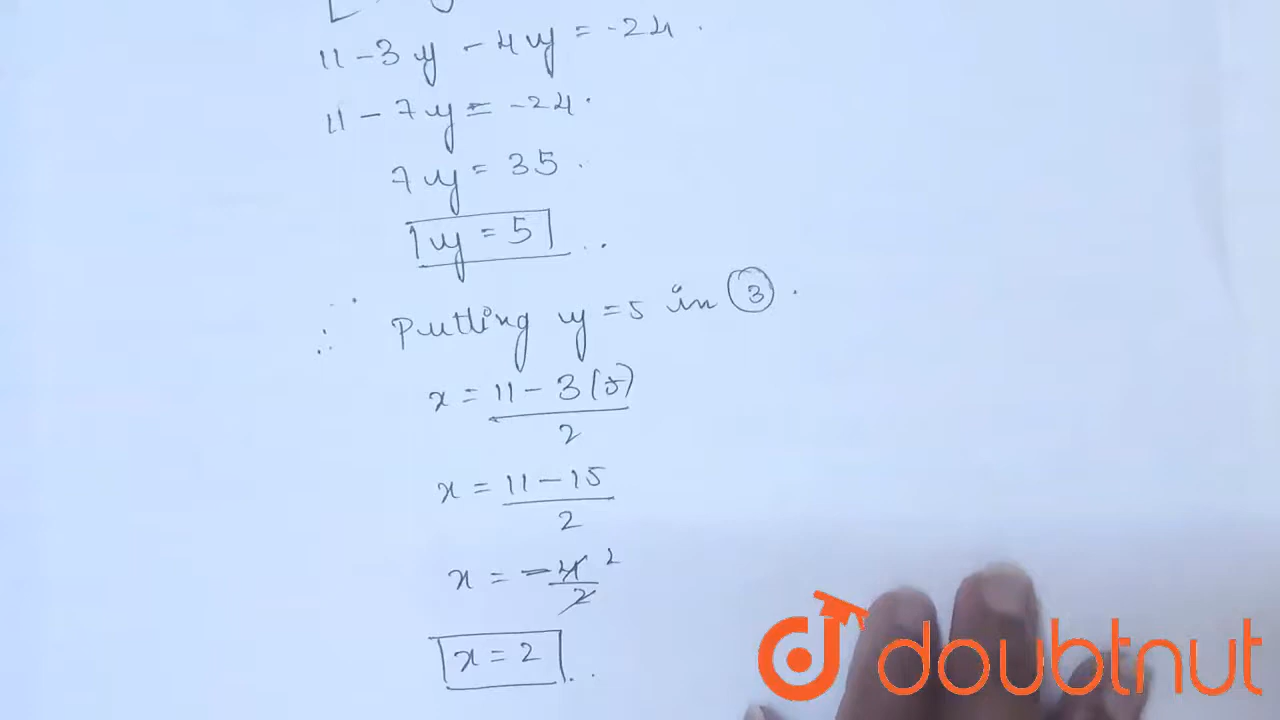 11 - 3y - 4y = -24.
11 - 7y = -24.
7y = 35.
y = 5
∴ Putting y = 5 in ③.
x = 11 - 3(5)
2
x = 11 - 15
2
x = -4 2
2
x = 2
doubtnut